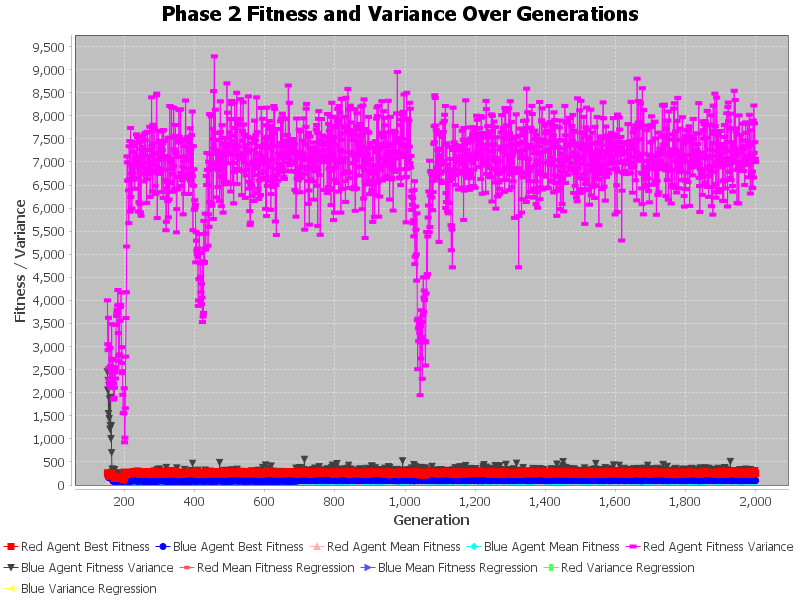 Phase 2 Fitness and Variance Over Generations
9,500
9,000
8,500
8,000
7,500
7,000
6,500
6,000
5,500
5,000
4,500
4,000
3,500
3,000
2,500
2,000
1,500
1,000
500
0
Fitness / Variance
200 400 600 800 1,000 1,200 1,400 1,600 1,800 2,000
Generation
Red Agent Best Fitness Blue Agent Best Fitness Red Agent Mean Fitness Blue Agent Mean Fitness Red Agent Fitness Variance
Blue Agent Fitness Variance Red Mean Fitness Regression Blue Mean Fitness Regression Red Variance Regression
Blue Variance Regression